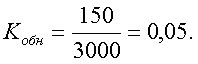 K_обн = 150/3000 = 0,05.